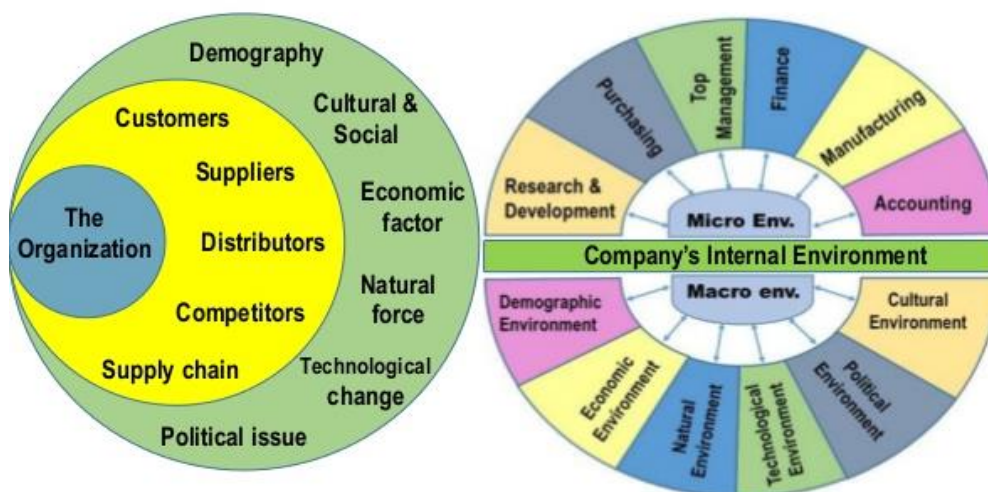 Demography
Cultural &
Social
Economic
factor
Natural
force
Technological
change
Political issue
Customers
Suppliers
Distributors
Competitors
Supply chain
The
Organization
Research &
Development
Purchasing
Top
Management
Finance
Manufacturing
Accounting
Micro Env.
Company's Internal Environment
Macro env.
Demographic
Environment
Economic
Environment
Natural
Environment
Technological
Environment
Political
Environment
Cultural
Environment